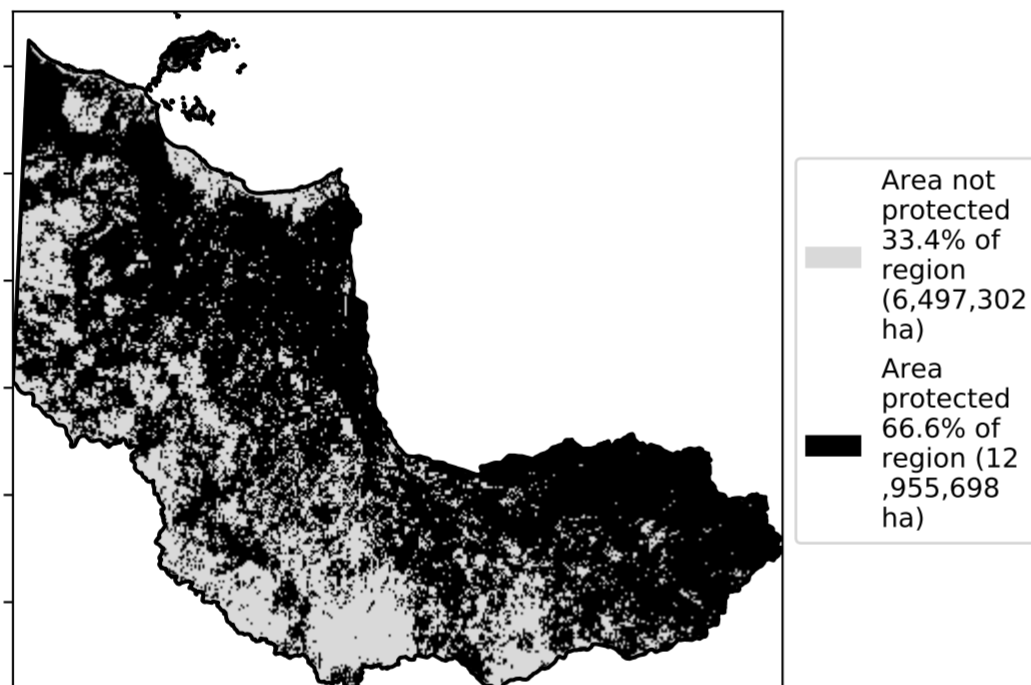 Area not
protected
33.4% of
region
(6,497,302
ha)
Area
protected
66.6% of
region (12
,955,698
ha)